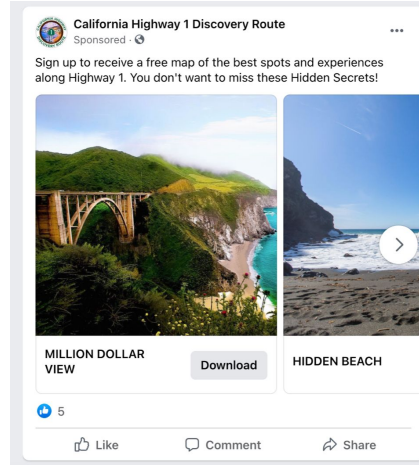 California Highway 1 Discovery Route
Sponsored ·
Sign up to receive a free map of the best spots and experiences
along Highway 1. You don't want to miss these Hidden Secrets!
MILLION DOLLAR
VIEW
Download
HIDDEN BEACH
5
Like
Comment
Share